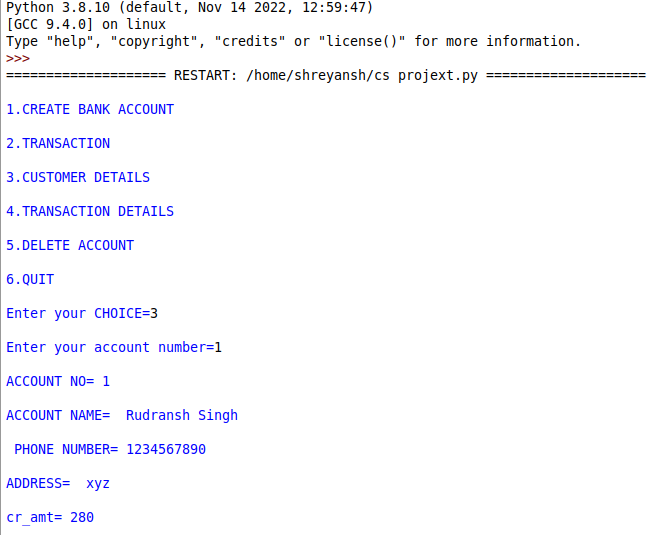 Python 3.8.10 (default, Nov 14 2022, 12:59:47)
[GCC 9.4.0] on linux
Type "help", "copyright", "credits" or "license()" for more information.
>>>
==================== RESTART: /home/shreyansh/cs projext.py ====================
1.CREATE BANK ACCOUNT
2.TRANSACTION
3.CUSTOMER DETAILS
4.TRANSACTION DETAILS
5.DELETE ACCOUNT
6.QUIT
Enter your CHOICE=3
Enter your account number=1
ACCOUNT NO= 1
ACCOUNT NAME=  Rudransh Singh
 PHONE NUMBER= 1234567890
ADDRESS=  xyz
cr_amt= 280